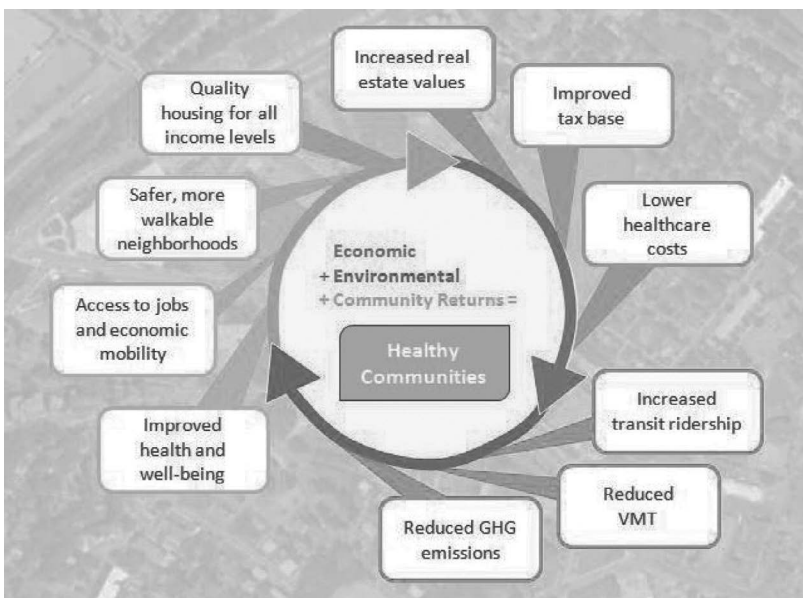 Increased real
estate values
Improved
tax base
Lower
healthcare
costs
Increased
transit ridership
Reduced
VMT
Reduced GHG
emissions
Improved
health and
well-being
Access to jobs
and economic
mobility
Safer, more
walkable
neighborhoods
Quality
housing for all
income levels
Economic
+ Environmental
+ Community Returns =
Healthy
Communities